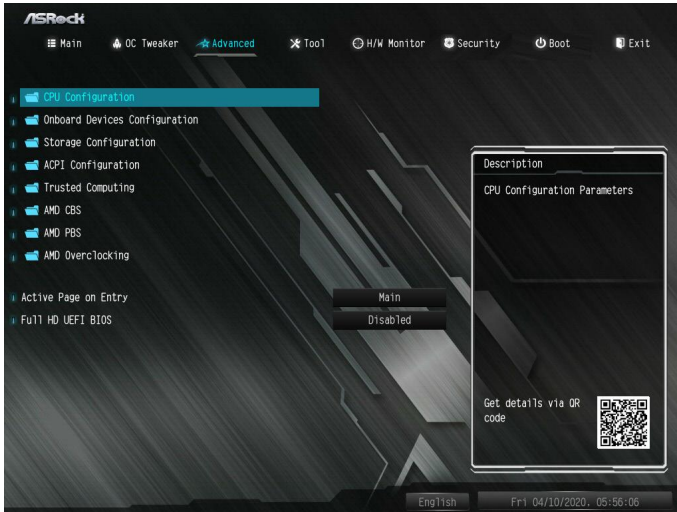 ASRock
Main OC Tweaker Advanced Tool H/W Monitor Security Boot Exit
CPU Configuration
Onboard Devices Configuration
Storage Configuration
ACPI Configuration
Trusted Computing
AMD CBS
AMD PBS
AMD Overclocking
Active Page on Entry Main
Full HD UEFI BIOS Disabled
Description
CPU Configuration Parameters
Get details via QR
code
English Fri 04/10/2020. 05:56:06